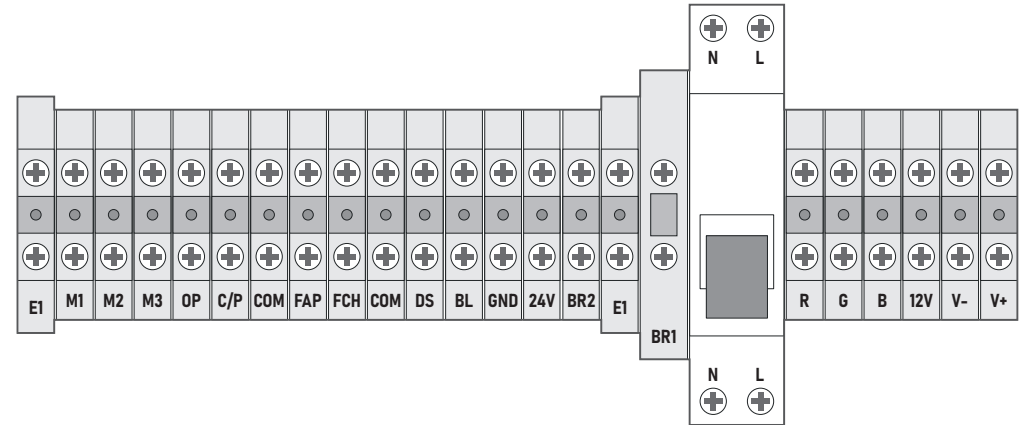 N L
E1 M1 M2 M3 OP C/P COM FAP FCH COM DS BL GND 24V BR2 E1 R G B 12V V- V+
BR1
N L